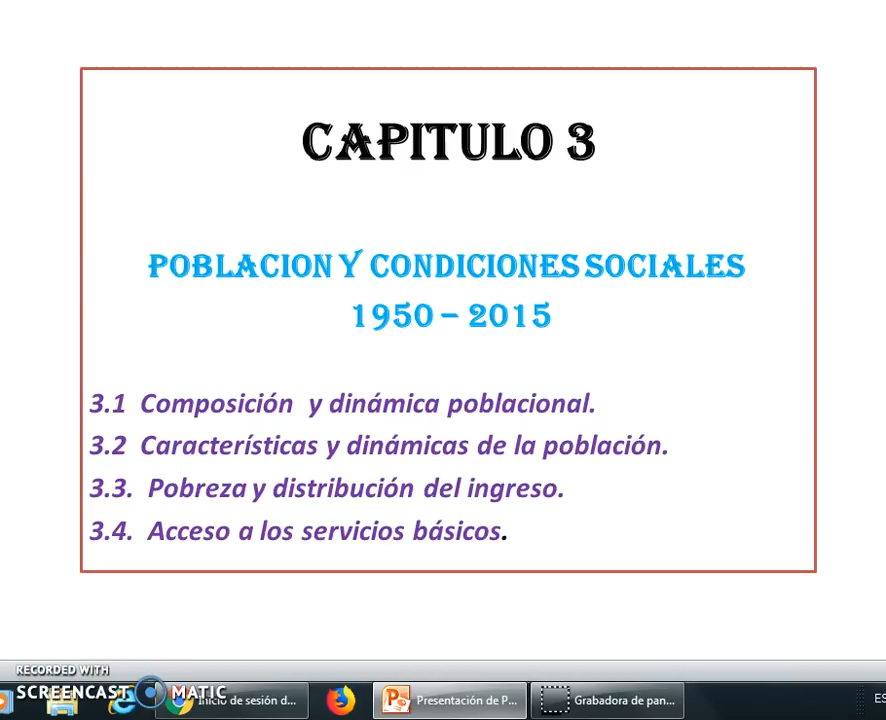 CAPITULO 3
POBLACION Y CONDICIONES SOCIALES
1950 – 2015
3.1 Composición y dinámica poblacional.
3.2 Características y dinámicas de la población.
3.3. Pobreza y distribución del ingreso.
3.4. Acceso a los servicios básicos.
RECORDED WITH
SCREENCAST MATIC
Inicio de sesión d...
Presentación de P...
Grabadora de pan...
ES